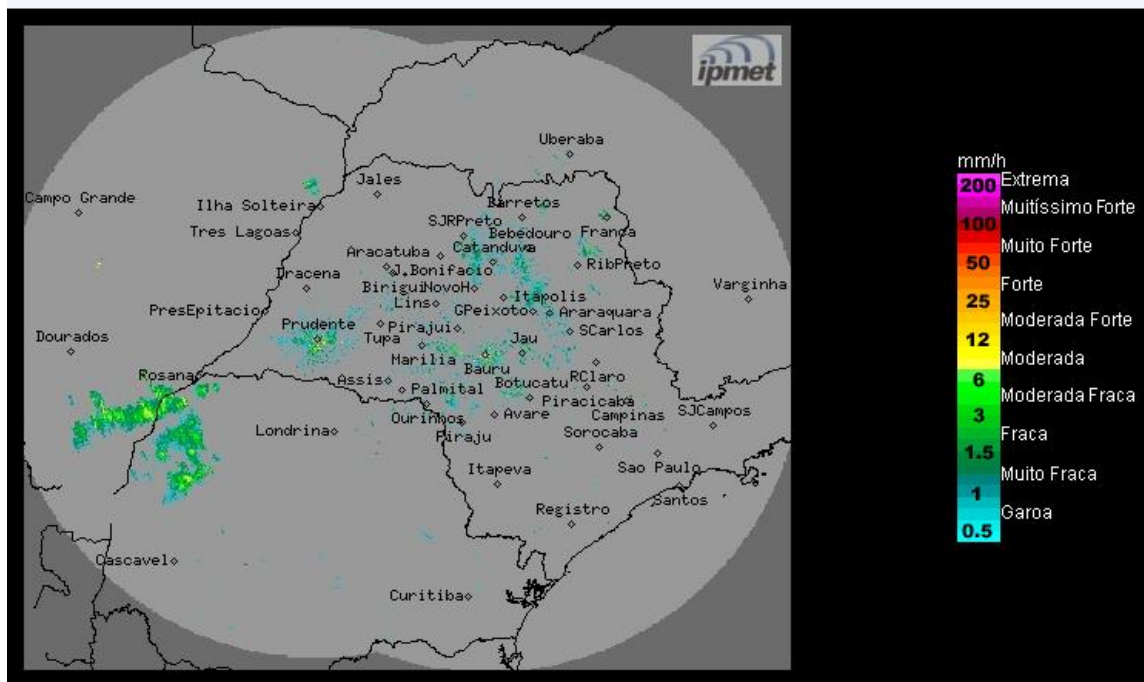 ipmet
Uberaba
Jales
Campo Grande
Ilha Solteira
Barretos
SJRPreto
Bebedouro
Franca
Tres Lagoas
Aracatuba
Catanduva
RibPreto
Dracena
J.Bonifacio
Varginha
Birigui
NovoH
Itapolis
Lins
PresEpitacio
GPeixoto
Araraquara
Prudente
Pirajui
SCarlos
Dourados
Tupa
Jau
Marilia
Bauru
Rosana
Assis
RClaro
Palmital
Botucatu
Piracicaba
Ourinhos
Avare
Campinas
SJCampos
Londrina
Piraju
Sorocaba
Itapeva
Sao Paulo
Santos
Registro
Cascavel
Curitiba
mm/h
200 Extrema
Muitíssimo Forte
100
Muito Forte
50
Forte
25
Moderada Forte
12
Moderada
6
Moderada Fraca
3
Fraca
1.5
Muito Fraca
1
Garoa
0.5